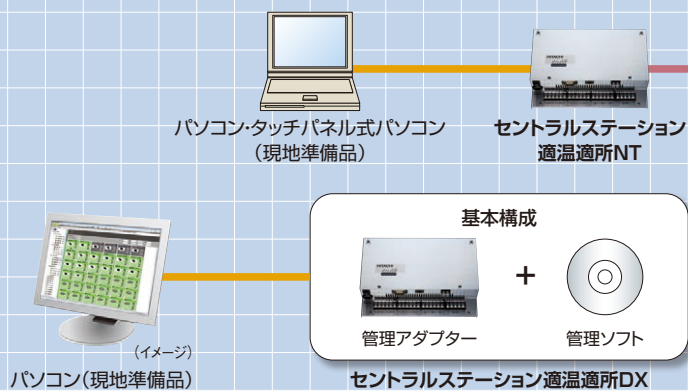 パソコン・タッチパネル式パソコン
（現地準備品）
セントラルステーション
適温適所NT
HITACHI
基本構成
HITACHI
+
管理アダプター
管理ソフト
（イメージ）
パソコン（現地準備品）
セントラルステーション適温適所DX